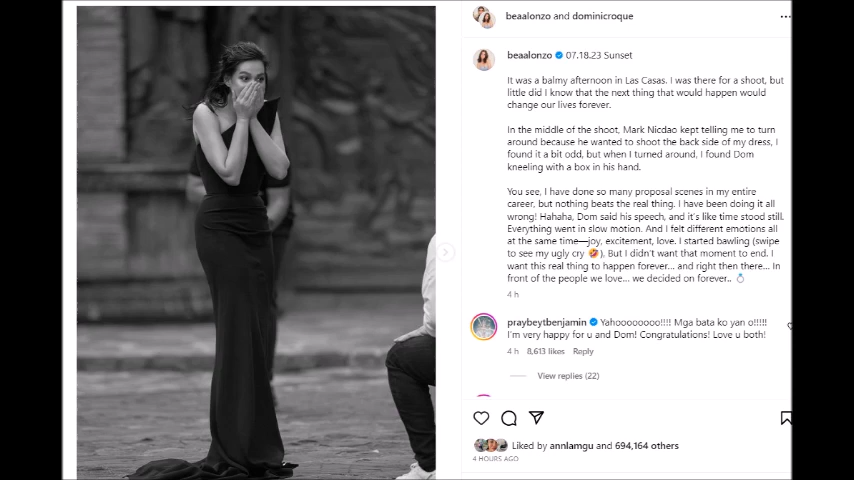 beaalonzo and dominicroque
beaalonzo 07.18.23 Sunset
It was a balmy afternoon in Las Casas. I was there for a shoot, but
little did I know that the next thing that would happen would
change our lives forever.
In the middle of the shoot, Mark Nicdao kept telling me to turn
around because he wanted to shoot the back side of my dress, I
found it a bit odd, but when I turned around, I found Dom
kneeling with a box in his hand.
You see, I have done so many proposal scenes in my entire
career, but nothing beats the real thing. I have been doing it all
wrong! Hahaha, Dom said his speech, and it's like time stood still.
Everything went in slow motion. And I felt different emotions all
at the same time—joy, excitement, love. I started bawling (swipe
to see my ugly cry 🤣), But I didn't want that moment to end. I
want this real thing to happen forever... and right then there... In
front of the people we love... we decided on forever.. 💍
4 h
praybeytbenjamin Yahoooooooo!!!! Mga bata ko yan o!!!!!
I'm very happy for u and Dom! Congratulations! Love u both!
4 h 8,613 likes Reply
View replies (22)
Liked by annlamgu and 694,164 others
4 HOURS AGO